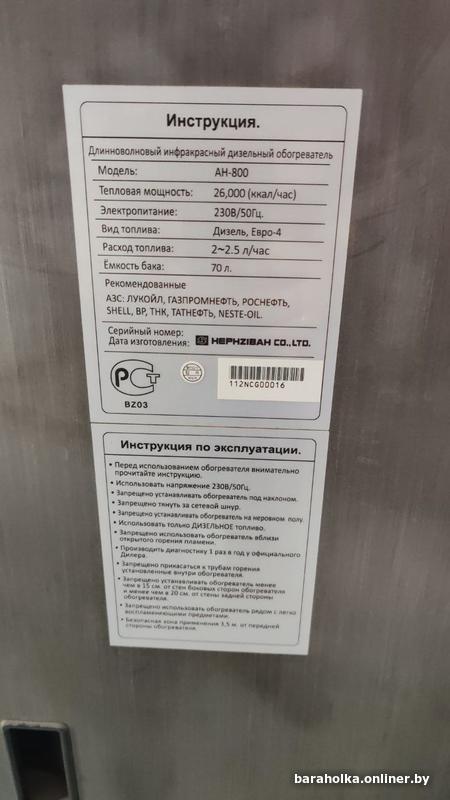 Инструкция.
Длинноволновый инфракрасный дизельный обогреватель
Модель: АН-800
Тепловая мощность: 26,000 (ккал/час)
Электропитание: 230В/50Гц.
Вид топлива: Дизель, Евро-4
Расход топлива: 2~2.5 л/час
Ёмкость бака: 70 л.
Рекомендованные
АЗС: ЛУКОЙЛ, ГАЗПРОМНЕФТЬ, РОСНЕФТЬ,
SHELL, BP, ТНК, ТАТНЕФТЬ, NESTE-OIL.
Серийный номер:
Дата изготовления: HEPHZIBAH CO., LTD.
РСТ
BZ03
112NCG00016
Инструкция по эксплуатации.
• Перед использованием обогревателя внимательно
прочитайте инструкцию.
• Использовать напряжение 230В/50Гц.
• Запрещено устанавливать обогреватель под наклоном.
• Запрещено тянуть за сетевой шнур.
• Запрещено устанавливать обогреватель на неровном полу.
• Использовать только ДИЗЕЛЬНОЕ топливо.
• Запрещено использовать обогреватель вблизи
открытого горения пламени.
• Производить диагностику 1 раз в год у официального
Дилера.
• Запрещено прикасаться к трубам горения
установленные внутри обогревателя.
• Запрещено устанавливать обогреватель менее
чем в 15 см. от стен боковых сторон обогревателя
и менее чем в 20 см. от стены задней стороны
обогревателя.
• Запрещено использовать обогреватель рядом с легко
воспламеняющими предметами.
• Безопасная зона применения 3,5 м. от передней
стороны обогревателя.
baraholka.onliner.by